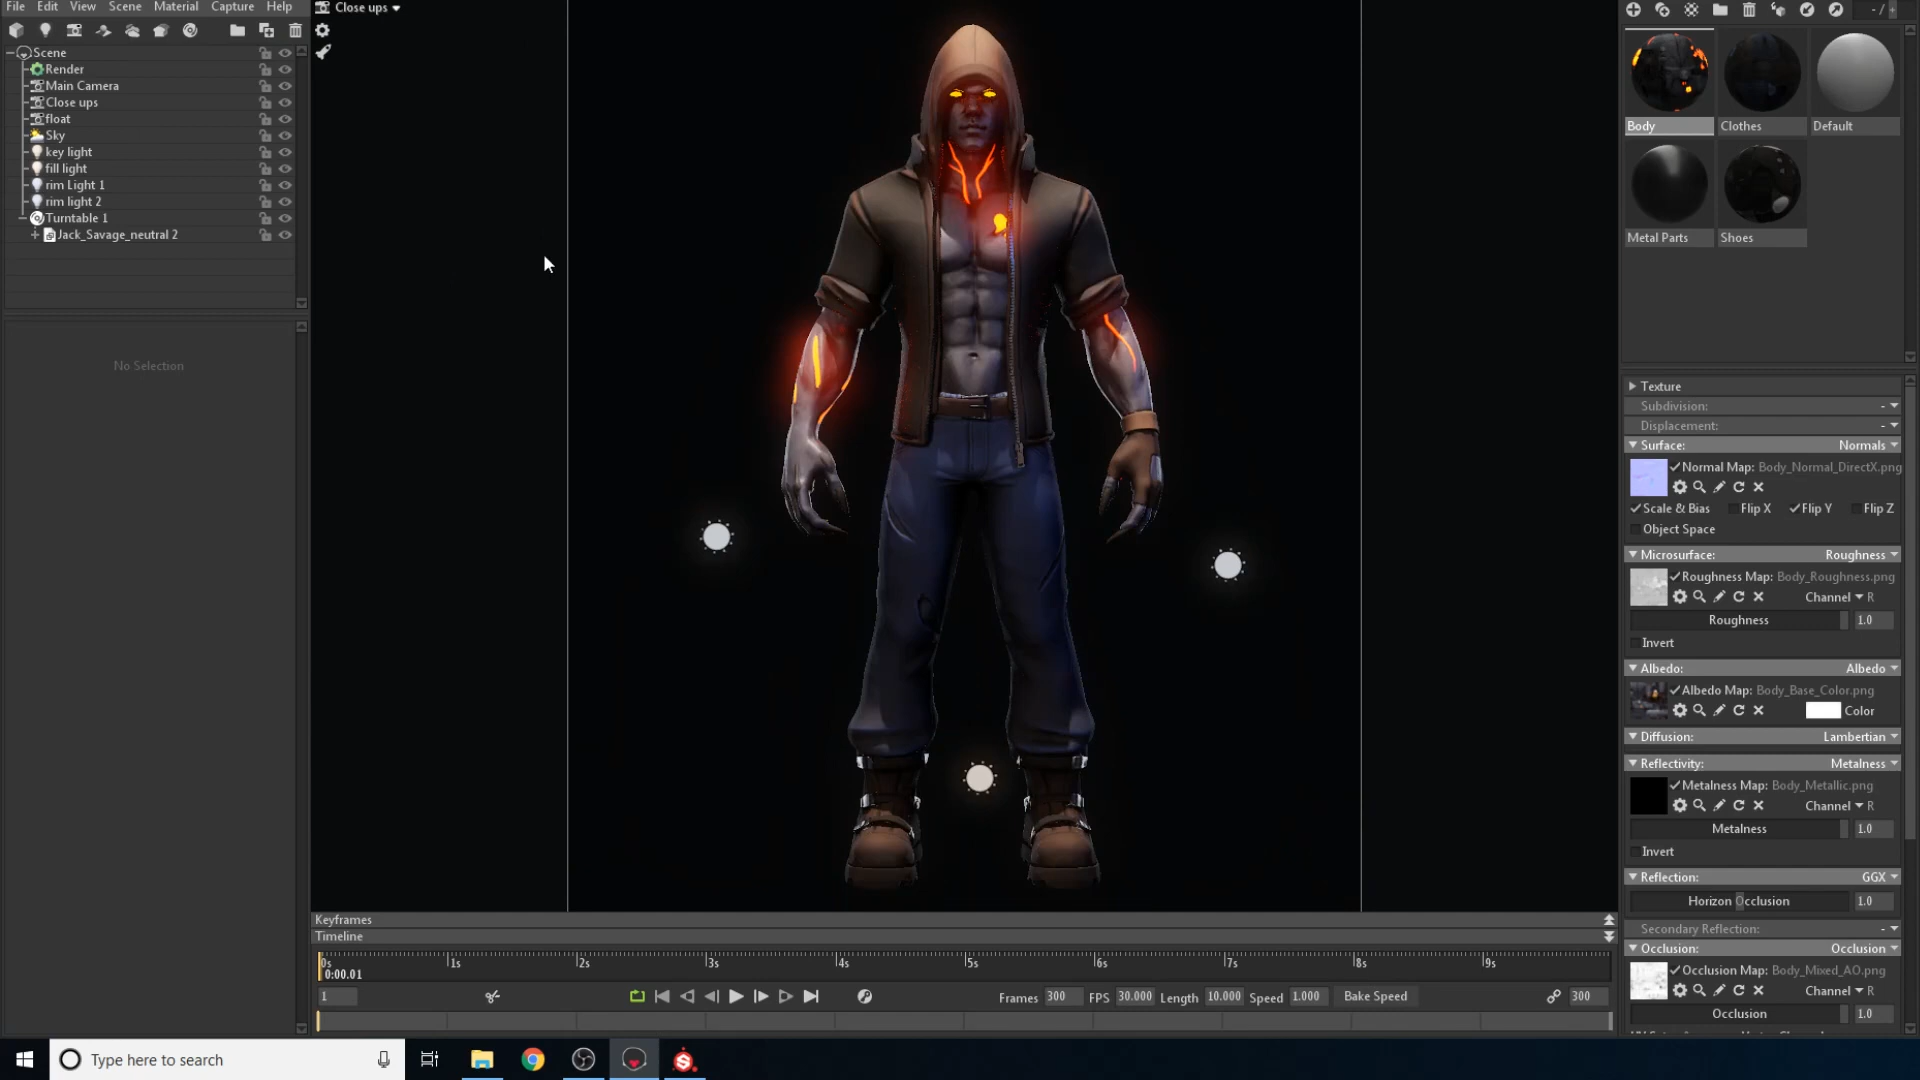 File Edit View Scene Material Capture Help
Close ups
- /
Scene
Render
Main Camera
Close ups
float
Sky
key light
fill light
rim Light 1
rim light 2
Turntable 1
Jack_Savage_neutral 2
No Selection
Body Clothes Default
Metal Parts Shoes
Texture
Subdivision: -
Displacement: -
Surface: Normals
Normal Map: Body_Normal_DirectX.png
Scale & Bias Flip X Flip Y Flip Z
Object Space
Microsurface: Roughness
Roughness Map: Body_Roughness.png
Channel R
Roughness 1.0
Invert
Albedo: Albedo
Albedo Map: Body_Base_Color.png
Color
Diffusion: Lambertian
Reflectivity: Metalness
Metalness Map: Body_Metallic.png
Channel R
Metalness 1.0
Invert
Reflection: GGX
Horizon Occlusion 1.0
Secondary Reflection: -
Occlusion: Occlusion
Occlusion Map: Body_Mixed_AO.png
Channel R
Occlusion 1.0
Keyframes
Timeline
0s 1s 2s 3s 4s 5s 6s 7s 8s 9s
0:00.01
1 Frames 300 FPS 30.000 Length 10.000 Speed 1.000 Bake Speed 300
Type here to search